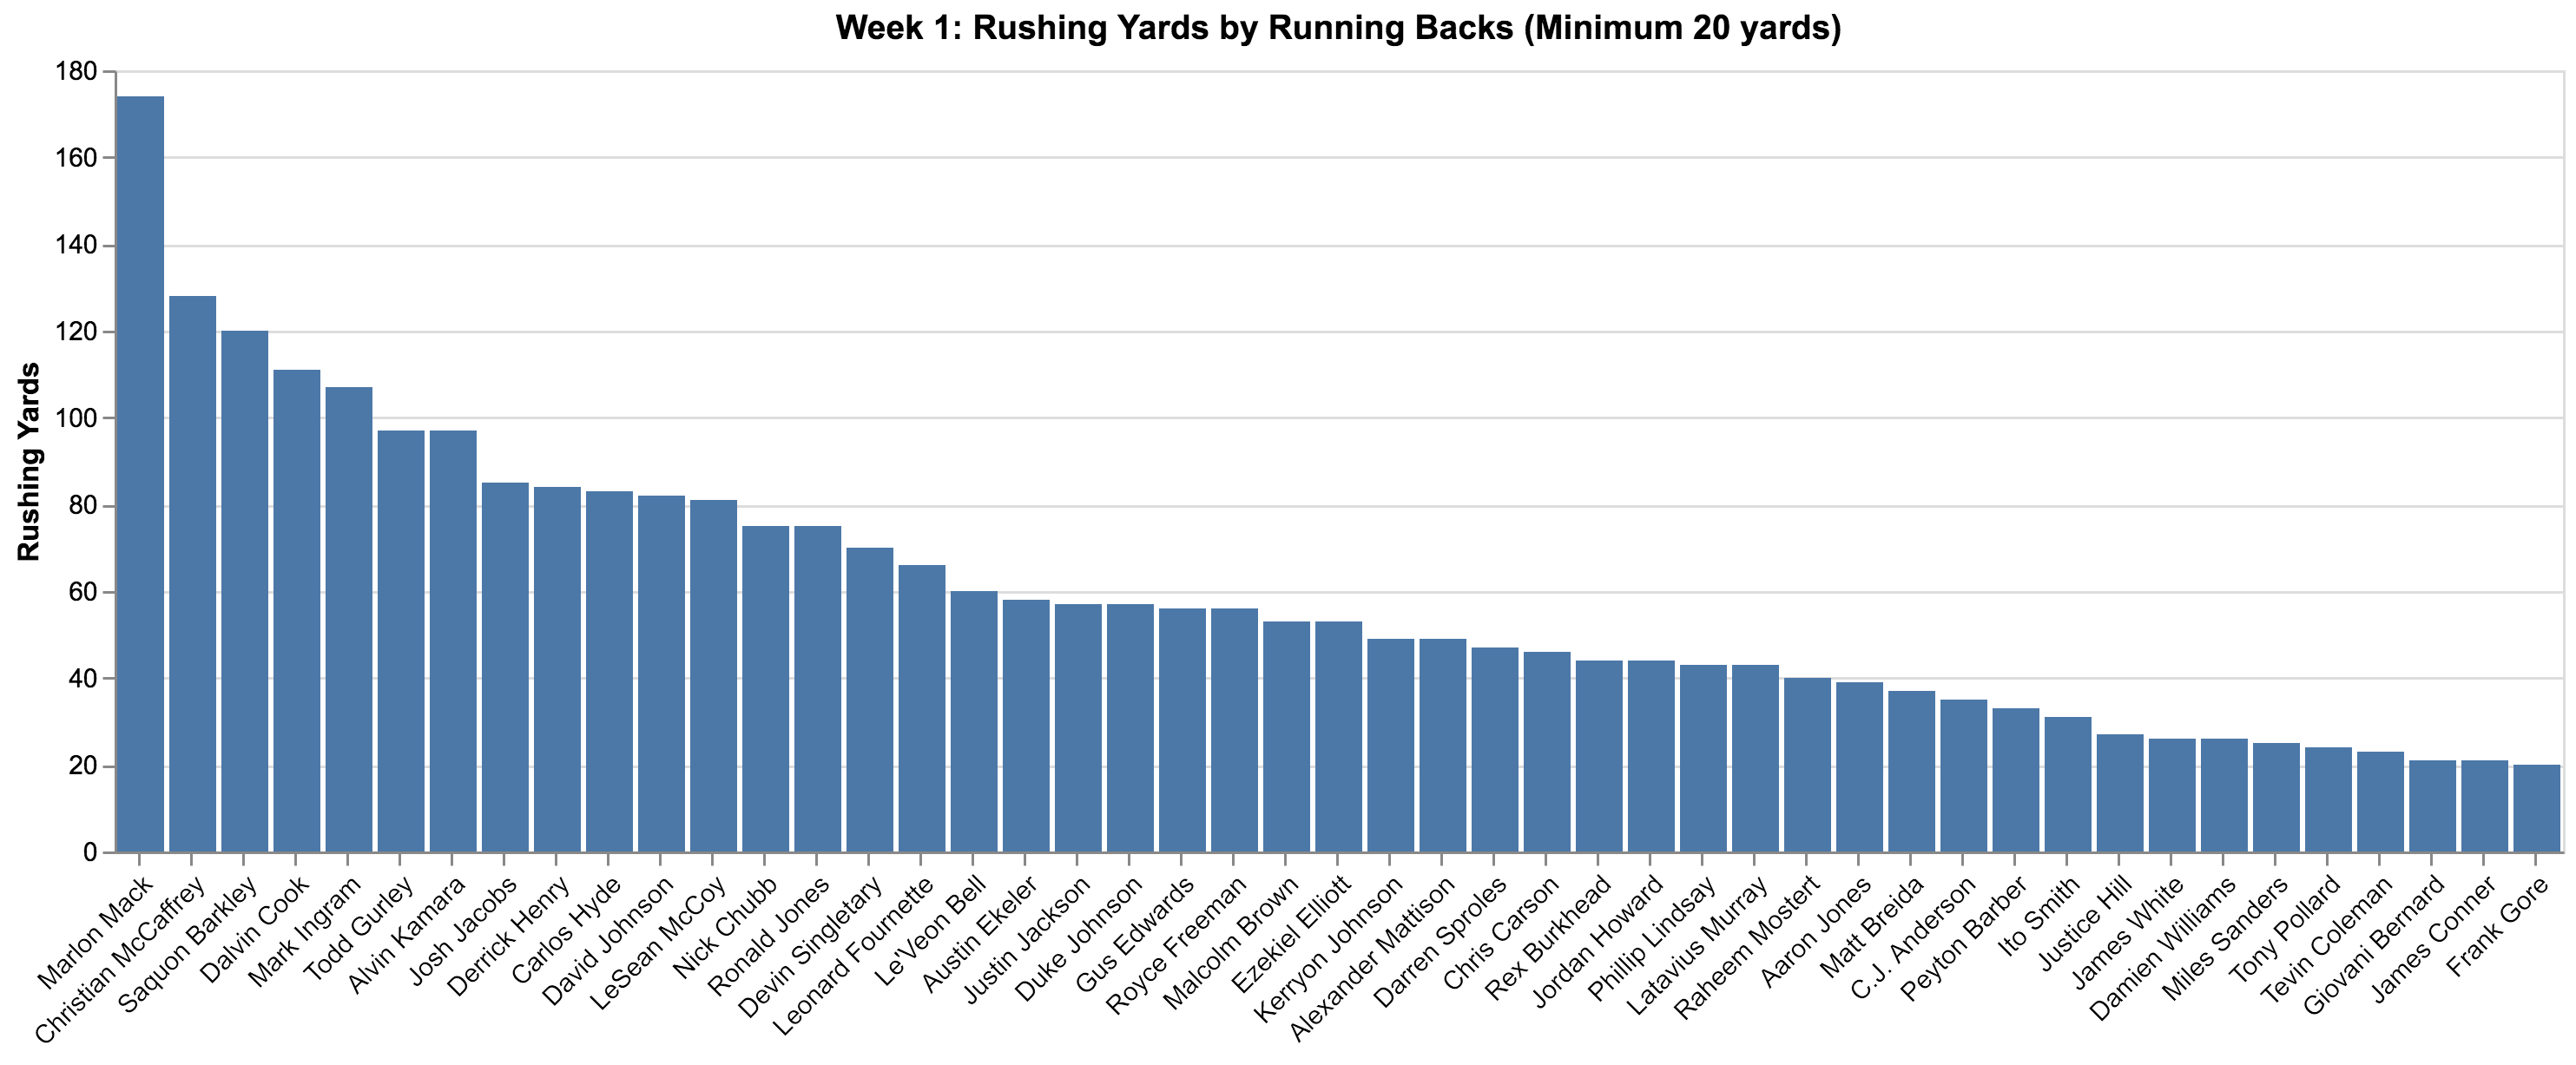 Week 1: Rushing Yards by Running Backs (Minimum 20 yards)
Rushing Yards
180
160
140
120
100
80
60
40
20
0
Marlon Mack
Christian McCaffrey
Saquon Barkley
Dalvin Cook
Mark Ingram
Todd Gurley
Alvin Kamara
Josh Jacobs
Derrick Henry
Carlos Hyde
David Johnson
LeSean McCoy
Nick Chubb
Ronald Jones
Devin Singletary
Leonard Fournette
Le'Veon Bell
Austin Ekeler
Justin Jackson
Duke Johnson
Gus Edwards
Royce Freeman
Malcolm Brown
Ezekiel Elliott
Kerryon Johnson
Alexander Mattison
Darren Sproles
Chris Carson
Rex Burkhead
Jordan Howard
Phillip Lindsay
Latavius Murray
Raheem Mostert
Aaron Jones
Matt Breida
C.J. Anderson
Peyton Barber
Ito Smith
Justice Hill
James White
Damien Williams
Miles Sanders
Tony Pollard
Tevin Coleman
Giovani Bernard
James Conner
Frank Gore